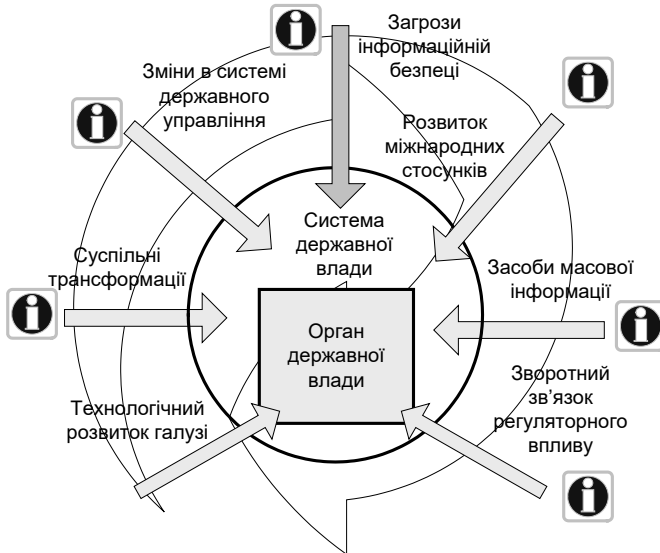 Загрози
інформаційній
безпеці
Зміни в системі
державного
управління
Розвиток
міжнародних
стосунків
Система
державної
влади
Суспільні
трансформації
Засоби масової
інформації
Орган
державної
влади
Технологічний
розвиток галузі
Зворотний
зв’язок
регуляторного
впливу